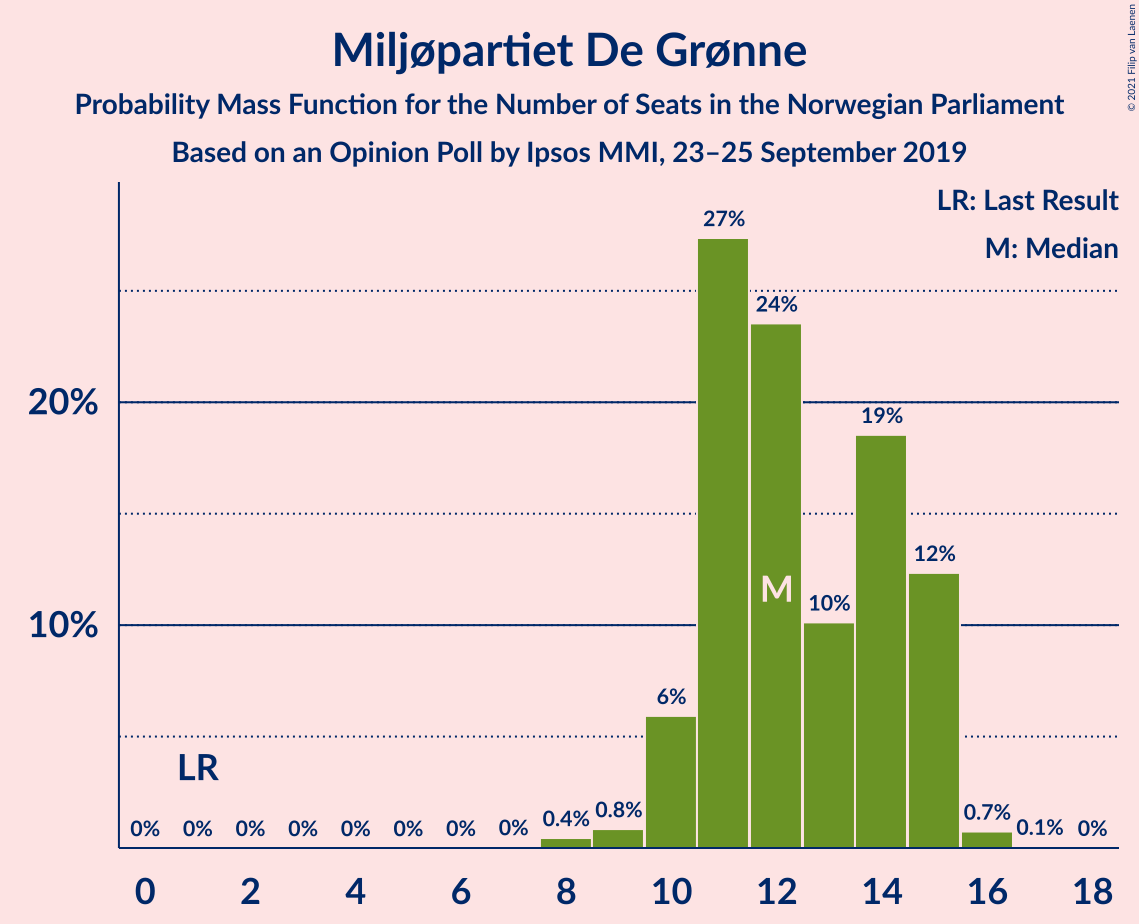 Miljøpartiet De Grønne
Probability Mass Function for the Number of Seats in the Norwegian Parliament
Based on an Opinion Poll by Ipsos MMI, 23–25 September 2019
© 2021 Filip van Laenen
LR: Last Result
M: Median
27%
24%
20%
19%
12%
M
10%
10%
6%
LR
0% 0% 0% 0% 0% 0% 0% 0% 0.4% 0.8% 0.7% 0.1% 0%
0 2 4 6 8 10 12 14 16 18